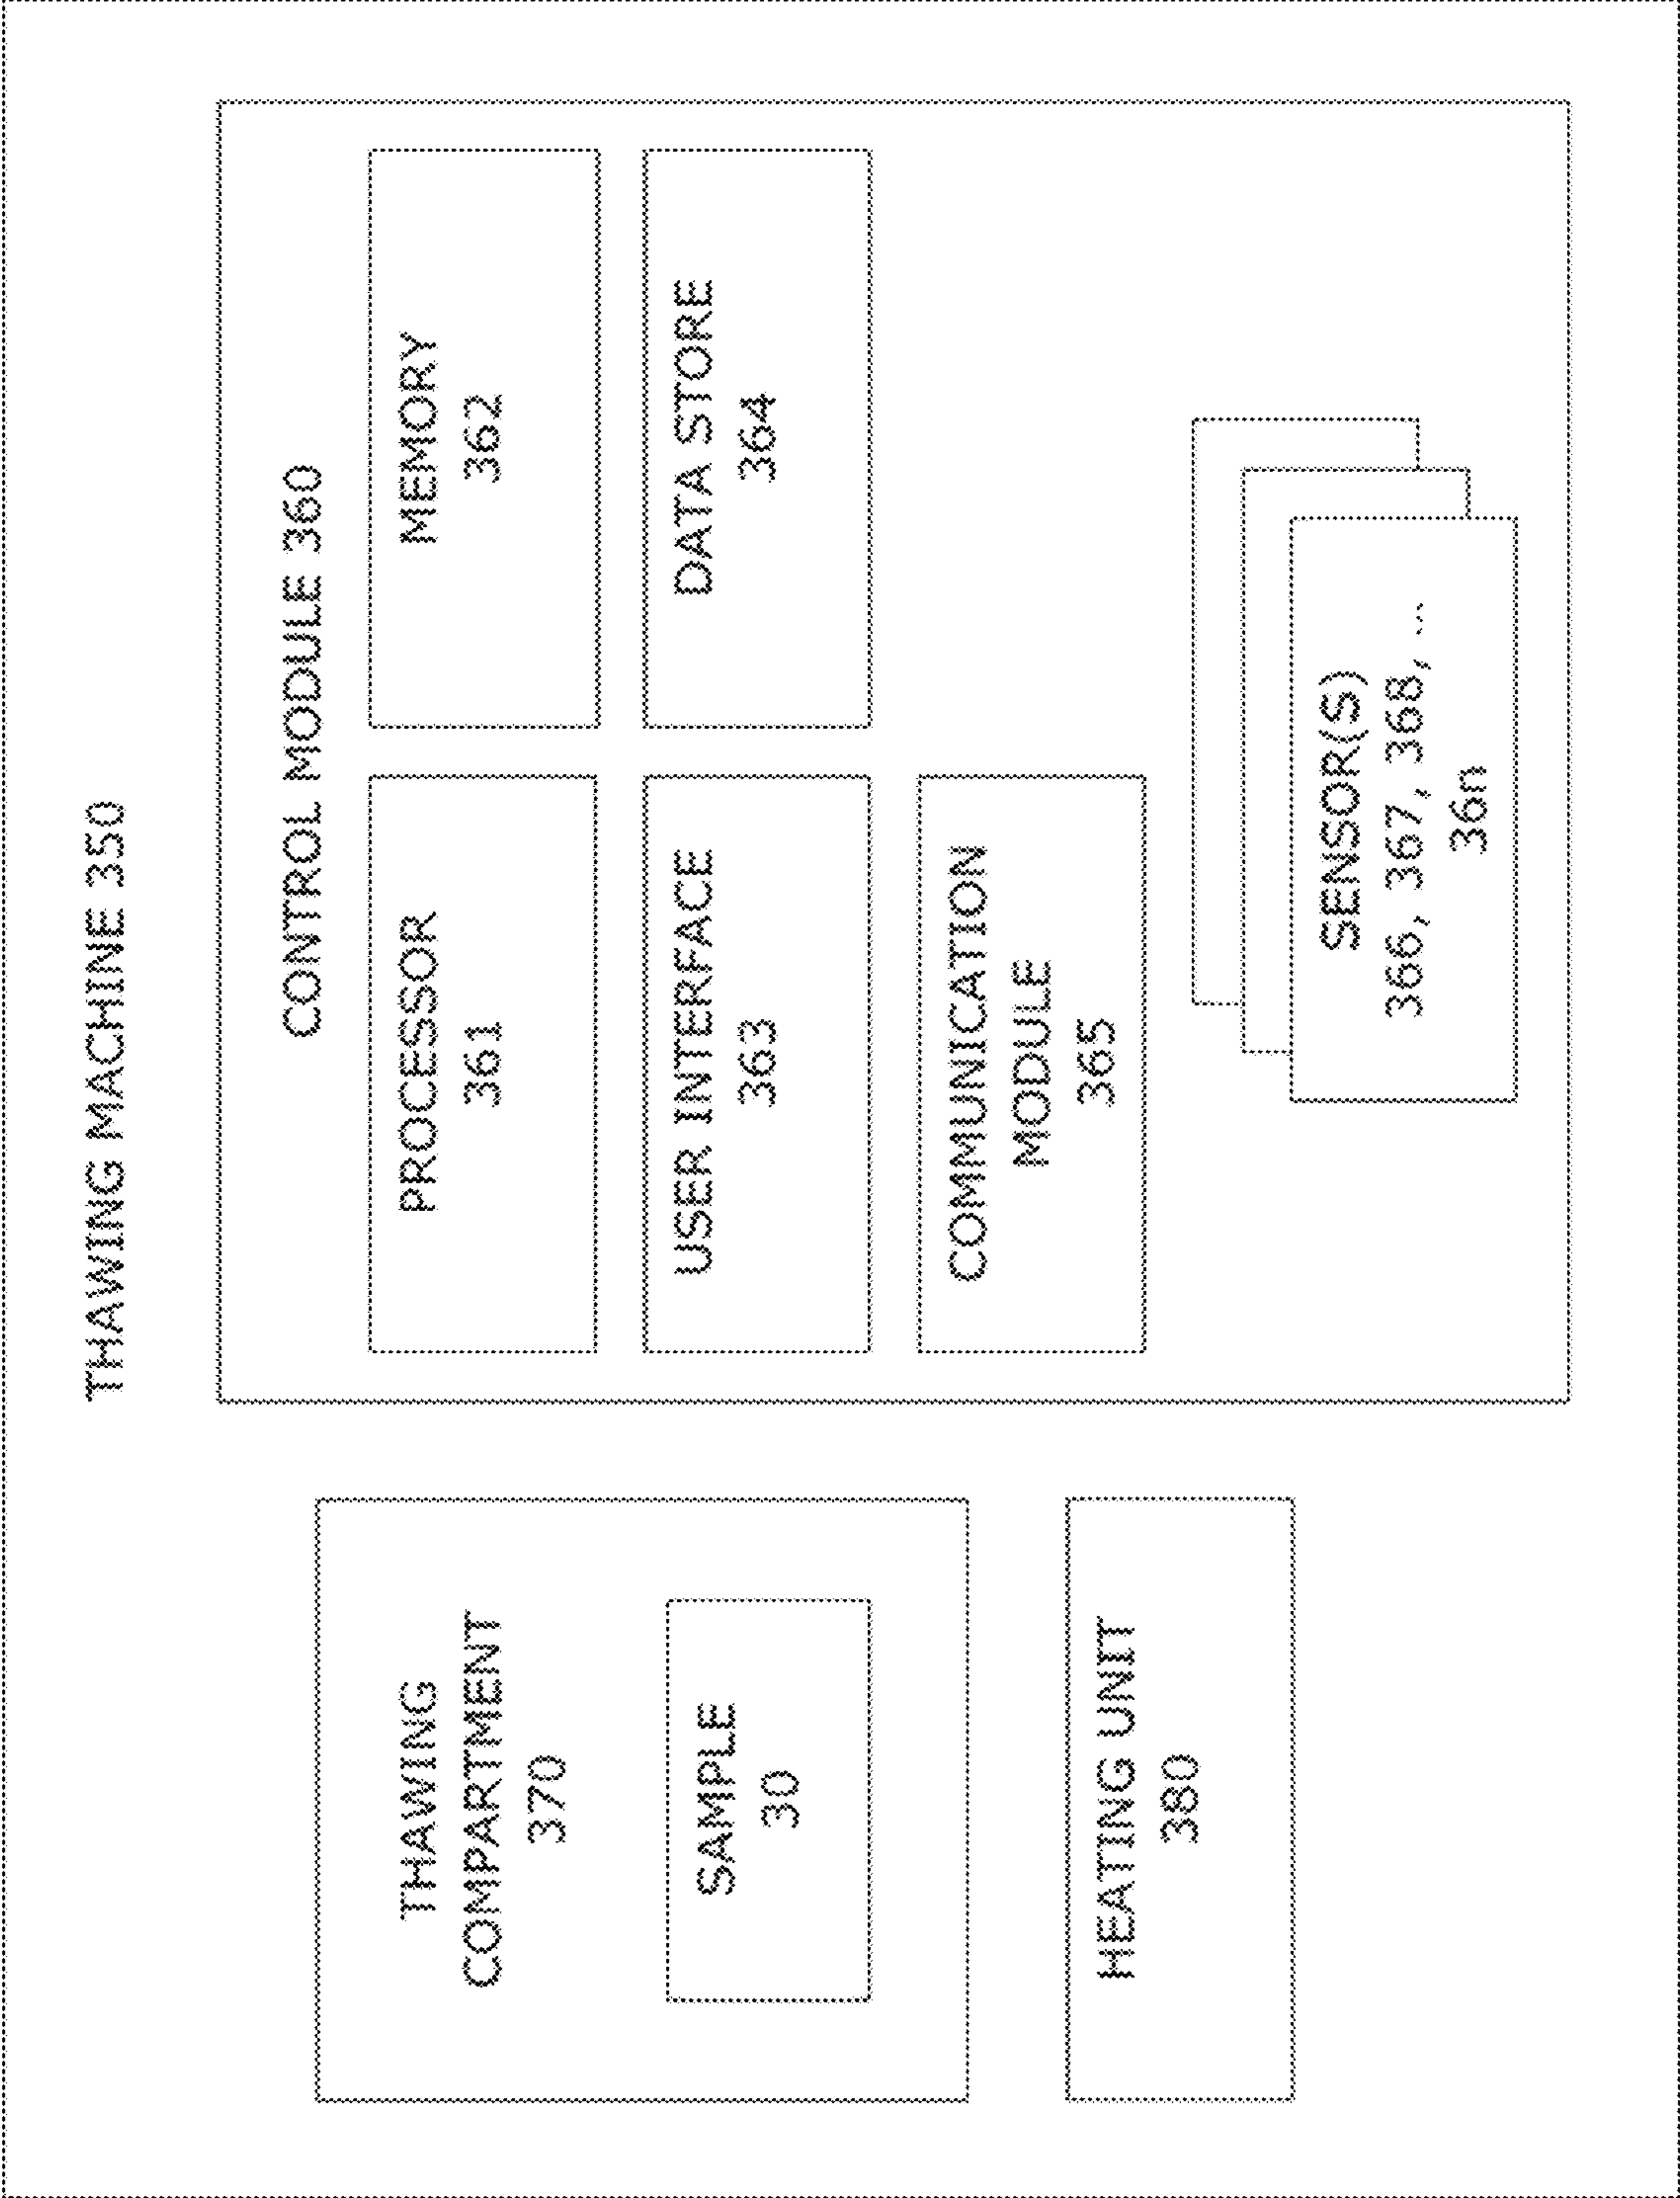 THAWING MACHINE 350
THAWING
COMPARTMENT
370
SAMPLE
30
HEATING UNIT
380
CONTROL MODULE 360
PROCESSOR
361
MEMORY
362
USER INTERFACE
363
DATA STORE
364
COMMUNICATION
MODULE
365
SENSOR(S)
366, 367, 368, ...
36n